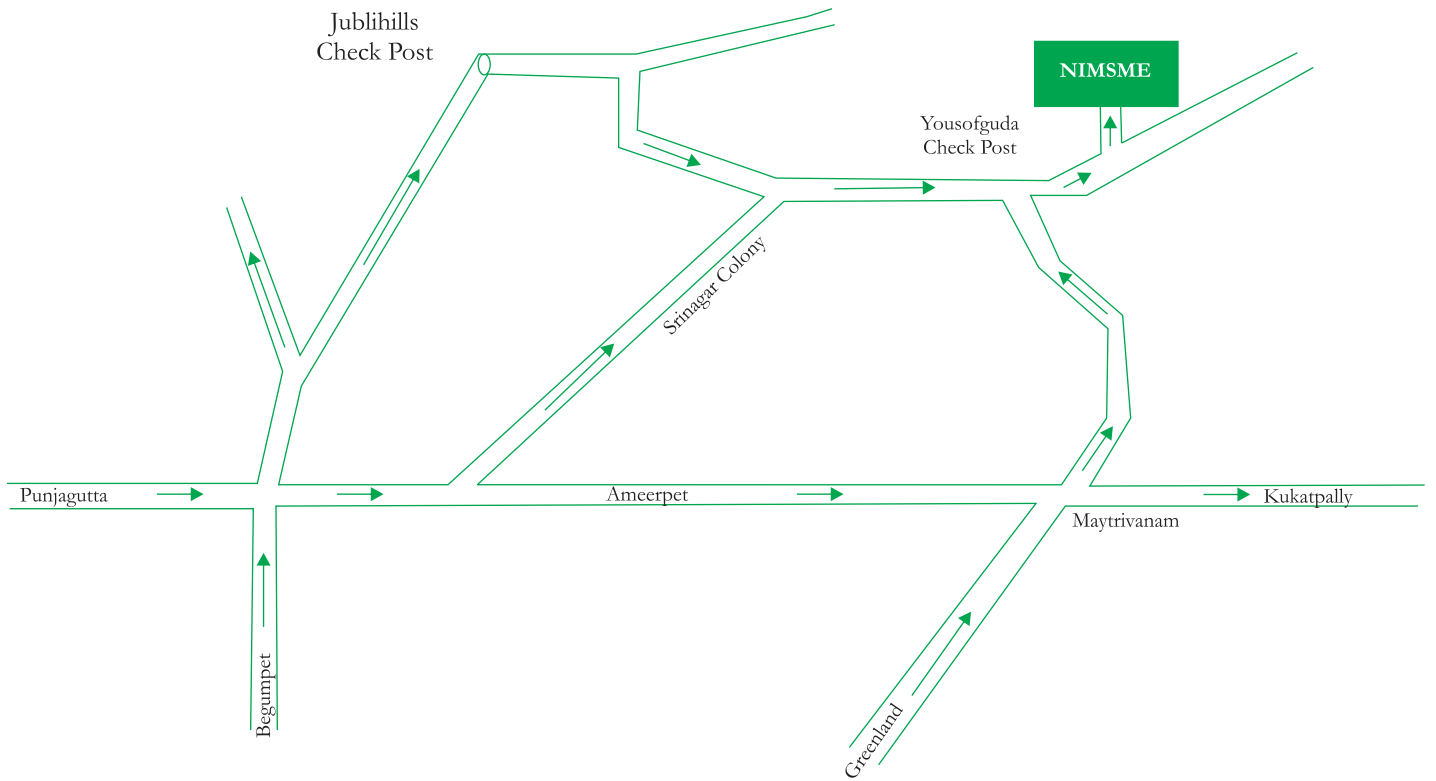 Jublihills
Check Post
NIMSME
Yousofguda
Check Post
Srinagar Colony
Punjagutta
Ameerpet
Kukatpally
Maytrivanam
Begumpet
Greenland